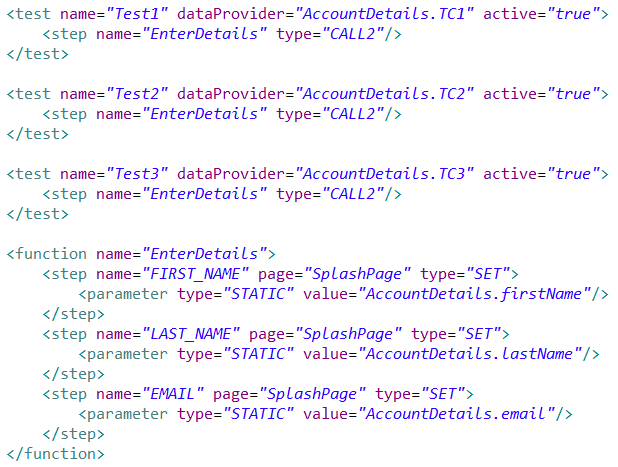 <test name="Test1" dataProvider="AccountDetails.TC1" active="true">
    <step name="EnterDetails" type="CALL2"/>
</test>

<test name="Test2" dataProvider="AccountDetails.TC2" active="true">
    <step name="EnterDetails" type="CALL2"/>
</test>

<test name="Test3" dataProvider="AccountDetails.TC3" active="true">
    <step name="EnterDetails" type="CALL2"/>
</test>

<function name="EnterDetails">
    <step name="FIRST_NAME" page="SplashPage" type="SET">
        <parameter type="STATIC" value="AccountDetails.firstName"/>
    </step>
    <step name="LAST_NAME" page="SplashPage" type="SET">
        <parameter type="STATIC" value="AccountDetails.lastName"/>
    </step>
    <step name="EMAIL" page="SplashPage" type="SET">
        <parameter type="STATIC" value="AccountDetails.email"/>
    </step>
</function>